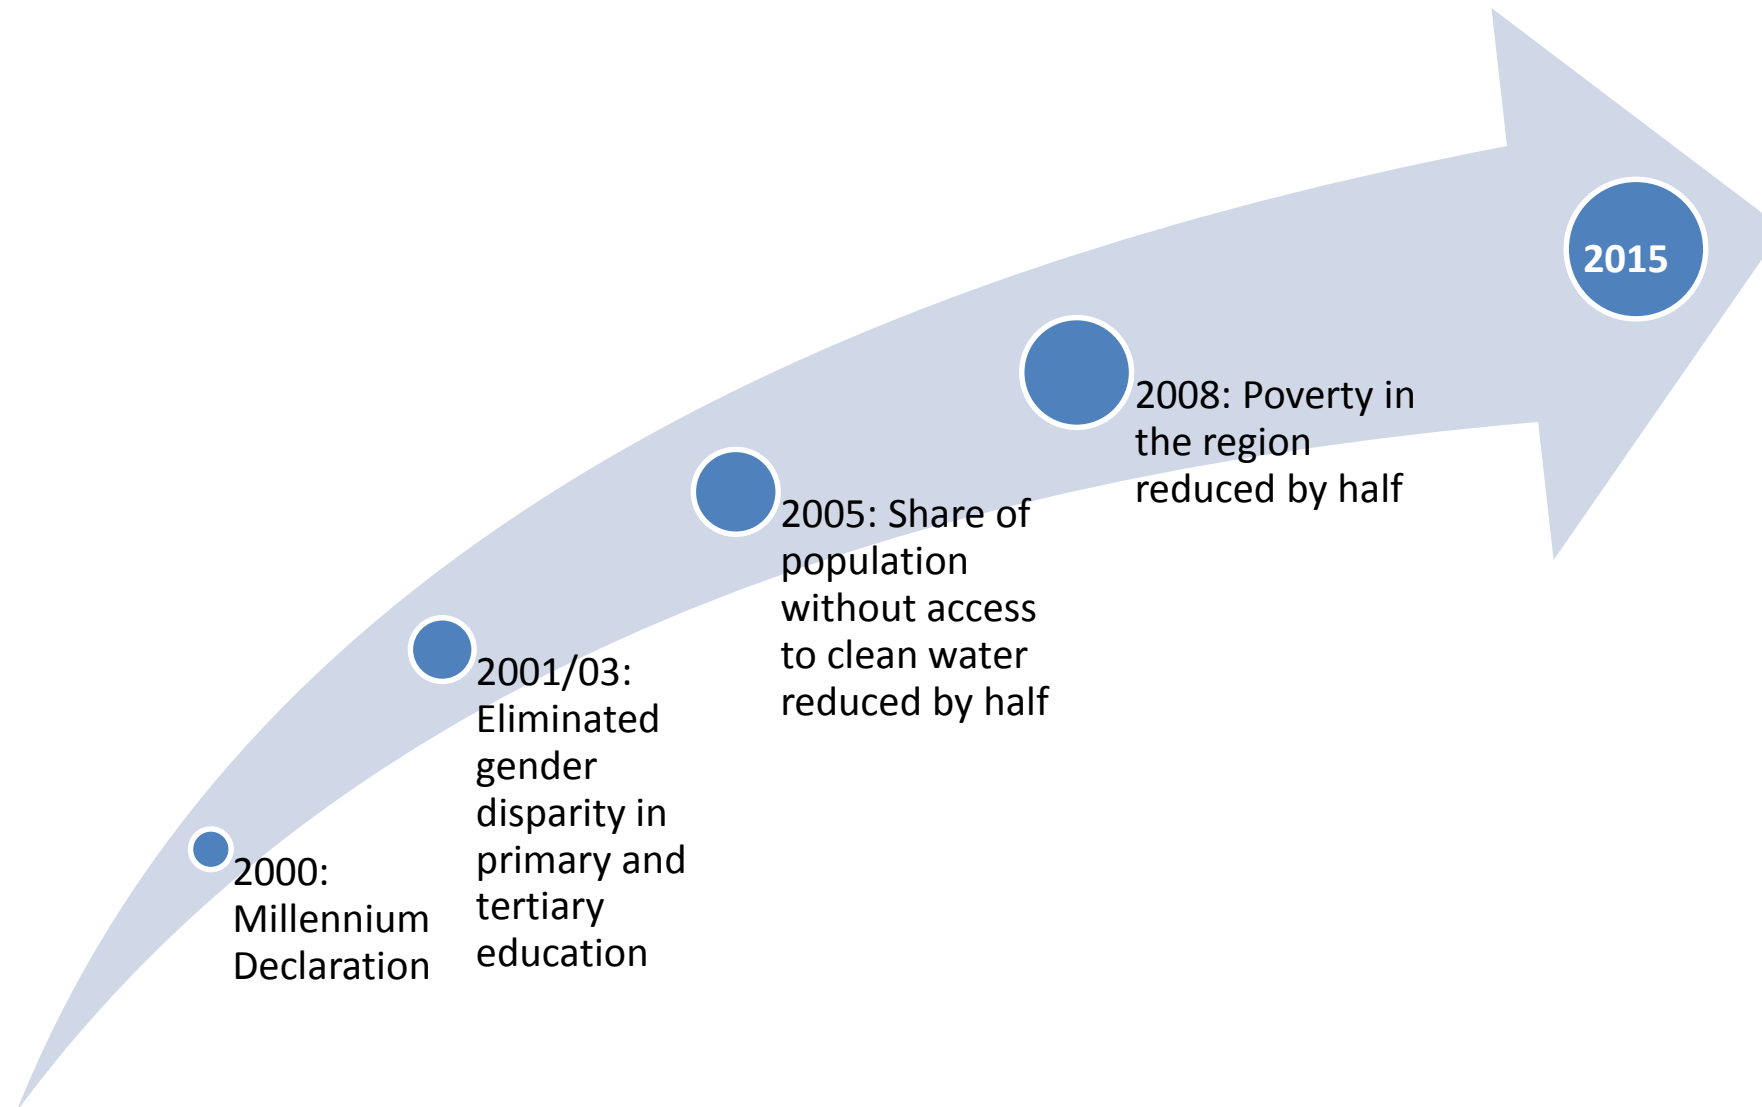 2000:
Millennium
Declaration
2001/03:
Eliminated
gender
disparity in
primary and
tertiary
education
2005: Share of
population
without access
to clean water
reduced by half
2008: Poverty in
the region
reduced by half
2015